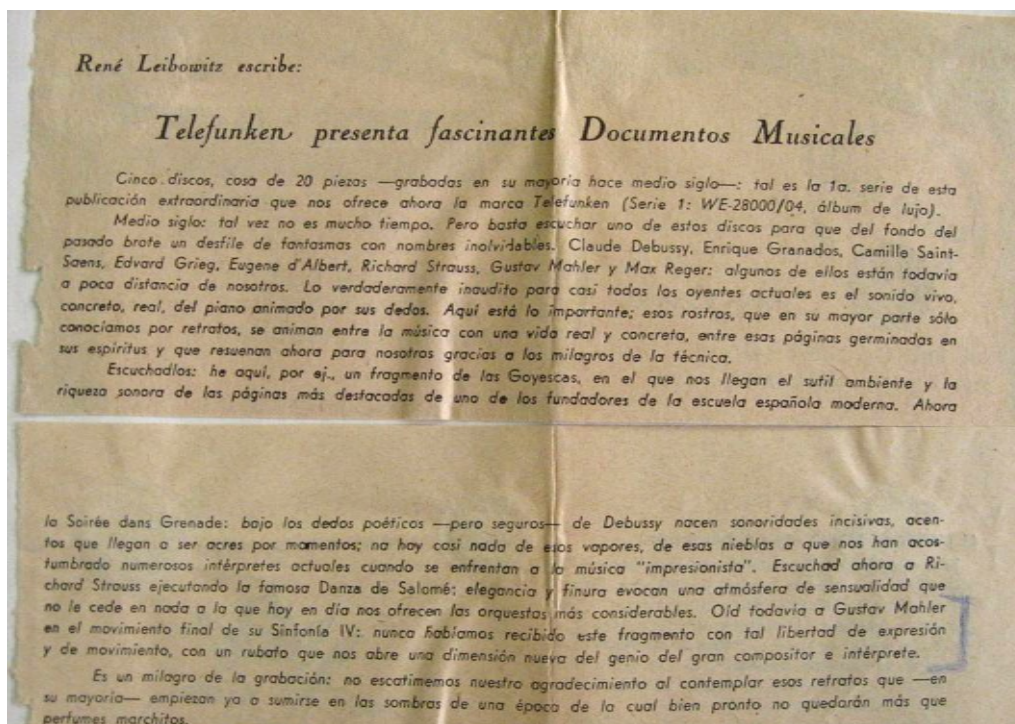 René Leibowitz escribe:
Telefunken presenta fascinantes Documentos Musicales
Cinco discos, cosa de 20 piezas —grabadas en su mayoría hace medio siglo—: tal es la 1a. serie de esta
publicación extraordinaria que nos ofrece ahora la marca Telefunken (Serie 1: WE-28000/04, álbum de lujo).
Medio siglo: tal vez no es mucho tiempo. Pero basta escuchar uno de estos discos para que del fondo del
pasado brote un desfile de fantasmas con nombres inolvidables. Claude Debussy, Enrique Granados, Camille Saint-
Saens, Edvard Grieg, Eugene d'Albert, Richard Strauss, Gustav Mahler y Max Reger: algunos de ellos están todavía
a poca distancia de nosotros. Lo verdaderamente inaudito para casi todos los oyentes actuales es el sonido vivo,
concreto, real, del piano animado por sus dedos. Aquí está lo importante; esos rostros, que en su mayor parte sólo
conocíamos por retratos, se animan entre la música con una vida real y concreta, entre esas páginas germinadas en
sus espíritus y que resuenan ahora para nosotros gracias a los milagros de la técnica.
Escuchadlos: he aquí, por ej., un fragmento de las Goyescas, en el que nos llegan el sutil ambiente y la
riqueza sonora de las páginas más destacadas de uno de los fundadores de la escuela española moderna. Ahora
la Soirée dans Grenade: bajo los dedos poéticos —pero seguros— de Debussy nacen sonoridades incisivas, acen-
tos que llegan a ser acres por momentos; no hay casi nada de esos vapores, de esas nieblas a que nos han acos-
tumbrado numerosos intérpretes actuales cuando se enfrentan a la música "impresionista". Escuchad ahora a Ri-
chard Strauss ejecutando la famosa Danza de Salomé; elegancia y finura evocan una atmósfera de sensualidad que
no le cede en nada a la que hoy en día nos ofrecen las orquestas más considerables. Oíd todavía a Gustav Mahler
en el movimiento final de su Sinfonía IV: nunca habíamos recibido este fragmento con tal libertad de expresión
y de movimiento, con un rubato que nos abre una dimensión nueva del genio del gran compositor e intérprete.
Es un milagro de la grabación: no escatimemos nuestro agradecimiento al contemplar esos retratos que —en
su mayoría— empiezan ya a sumirse en las sombras de una época de la cual bien pronto no quedarán más que
perfumes marchitos.